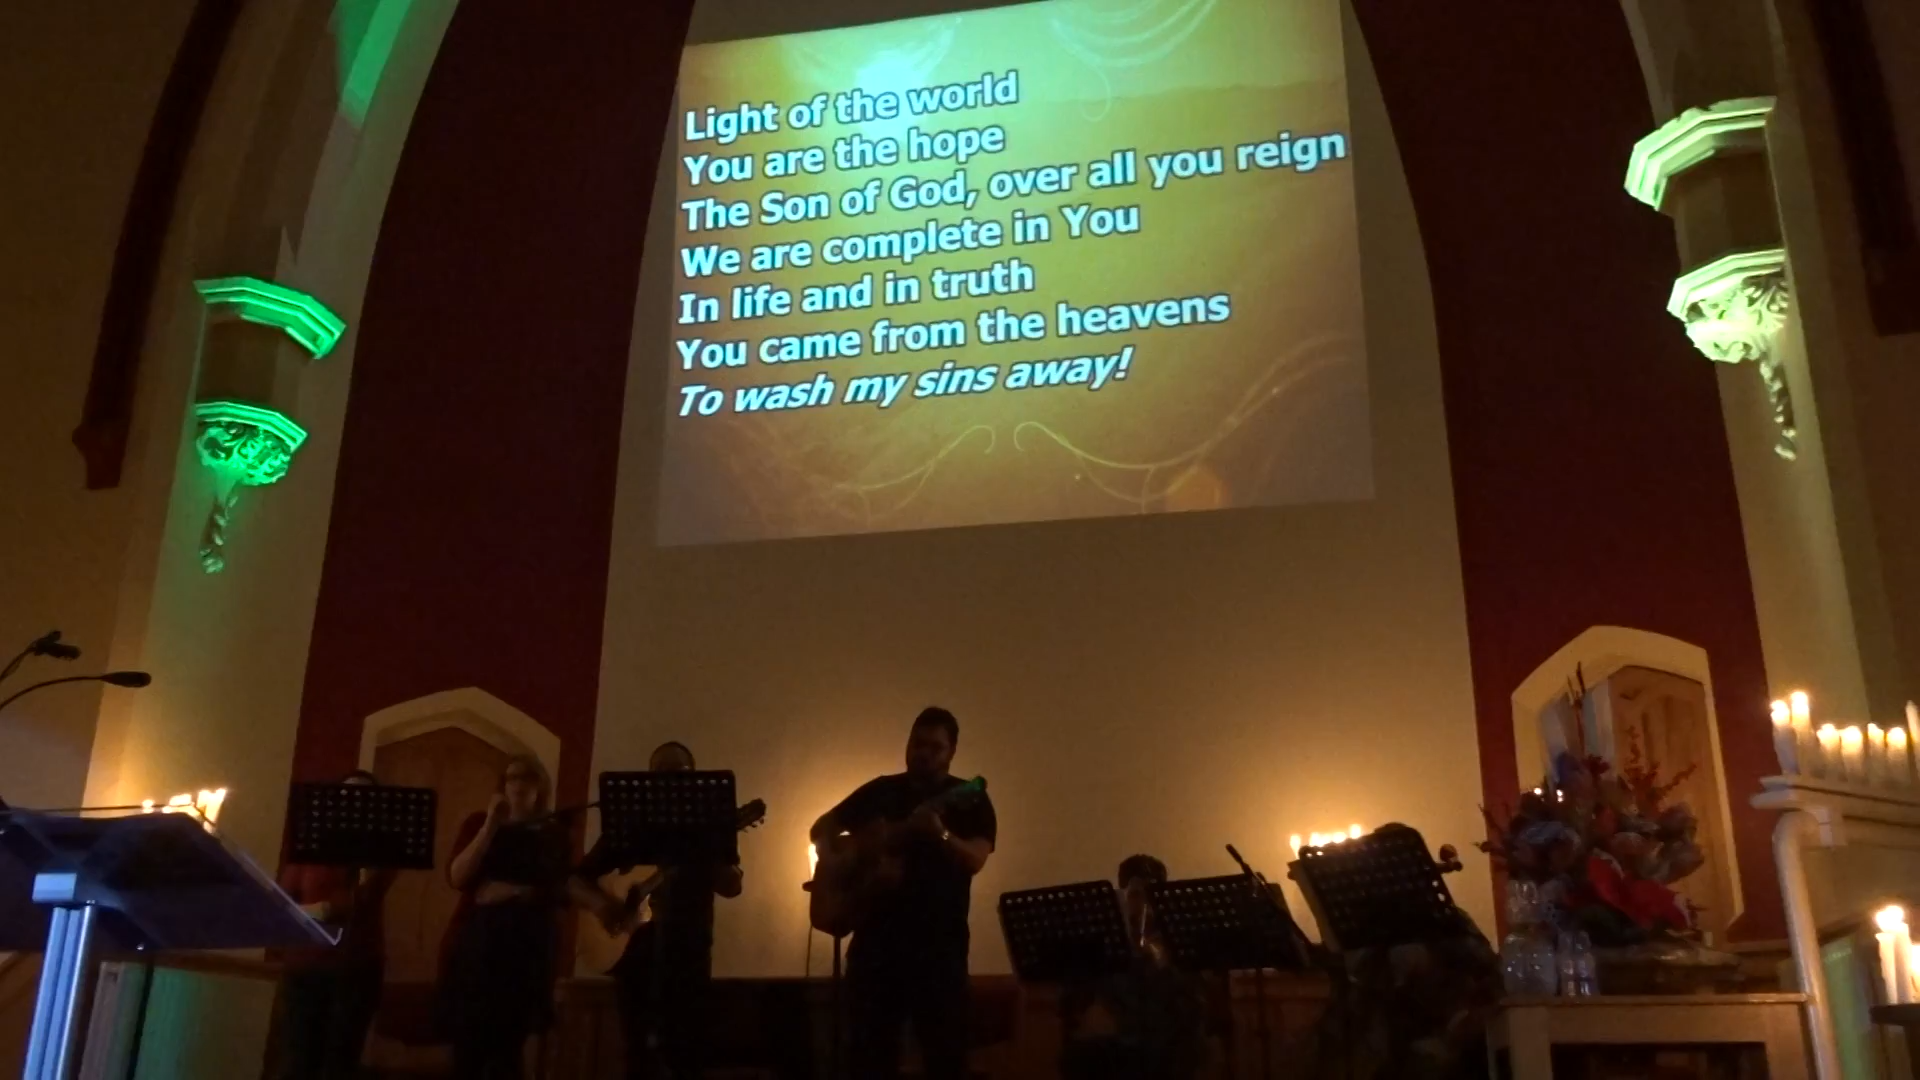 Light of the world
You are the hope
The Son of God, over all you reign
We are complete in You
In life and in truth
You came from the heavens
To wash my sins away!